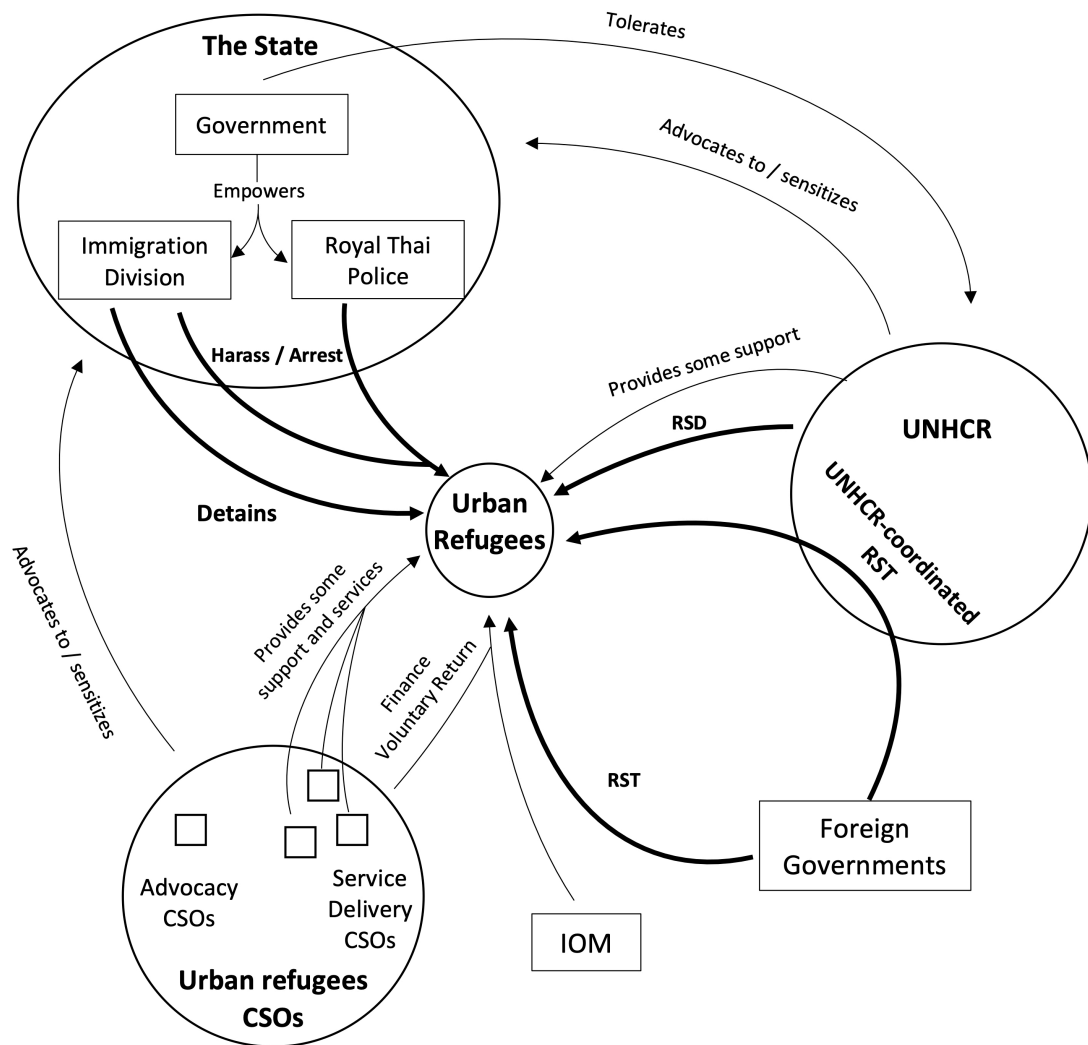 Tolerates
The State
Government
Empowers
Immigration
Division
Royal Thai
Police
Harass / Arrest
Detains
Advocates to / sensitizes
Provides some support
RSD
UNHCR
UNHCR-coordinated
RST
Urban
Refugees
Advocates to / sensitizes
Provides some
support and services
Finance
Voluntary Return
RST
Foreign
Governments
IOM
Advocacy
CSOs
Service
Delivery
CSOs
Urban refugees
CSOs